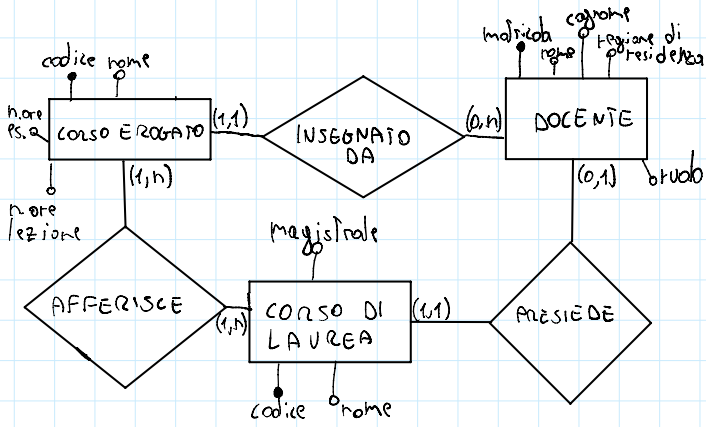 cognome
matricola
nome
regione di
residenza
codice nome
n.ore
es.
CORSO EROGATO
(1,1)
INSEGNATO
DA
(0,n)
DOCENTE
(1,n)
(0,1)
ruolo
n.ore
lezione
magistrale
AFFERISCE
(1,n)
CORSO DI
LAUREA
(1,1)
PRESIEDE
codice
nome